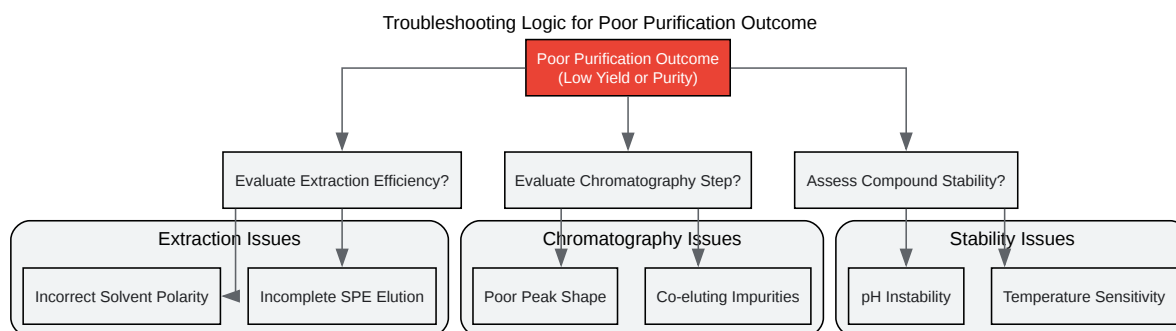 Troubleshooting Logic for Poor Purification Outcome
Poor Purification Outcome
(Low Yield or Purity)
Evaluate Extraction Efficiency?
Evaluate Chromatography Step?
Assess Compound Stability?
Extraction Issues
Incorrect Solvent Polarity
Incomplete SPE Elution
Chromatography Issues
Poor Peak Shape
Co-eluting Impurities
Stability Issues
pH Instability
Temperature Sensitivity